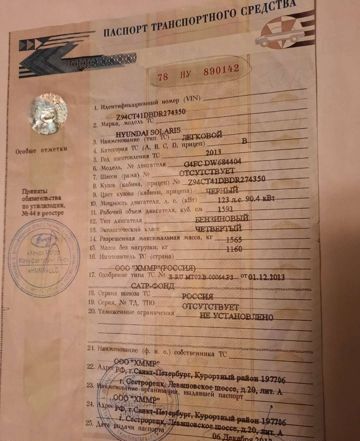 ПАСПОРТ ТРАНСПОРТНОГО СРЕДСТВА
78 НУ 890142
1. Идентификационный номер (VIN)
Z94CT41DBDR274350
2. Марка, модель ТС
HYUNDAI SOLARIS
3. Наименование (тип ТС) ЛЕГКОВОЙ
4. Категория ТС (А, В, С, D, прицеп) В
5. Год изготовления ТС 2013
6. Модель, № двигателя G4FC DW684404
7. Шасси (рама) № ОТСУТСТВУЕТ
8. Кузов (кабина, прицеп) № Z94CT41DBDR274350
9. Цвет кузова (кабины, прицепа) ЧЕРНЫЙ
10. Мощность двигателя, л. с. (кВт) 123 л.с. 90.4 кВт
11. Рабочий объем двигателя, куб. см 1591
12. Тип двигателя БЕНЗИНОВЫЙ
13. Экологический класс ЧЕТВЕРТЫЙ
14. Разрешенная максимальная масса, кг 1565
15. Масса без нагрузки, кг 1160
16. Изготовитель ТС (страна)
ООО "ХММР"(РОССИЯ)
17. Одобрение типа ТС № от 01.12.2013
САТР-ФОНД
18. Страна вывоза ТС РОССИЯ
19. Серия, № ТД, ТПО ОТСУТСТВУЕТ
20. Таможенные ограничения НЕ УСТАНОВЛЕНО
21. Наименование (ф. и. о.) собственника ТС
ООО "ХММР"
22. Адрес РФ, г.Санкт-Петербург, Курортный район 197706
г. Сестрорецк, Левашовское шоссе, д.20, лит. А
23. Наименование организации, выдавшей паспорт
ООО "ХММР"
24. Адрес РФ, г.Санкт-Петербург, Курортный район 197706
г. Сестрорецк, Левашовское шоссе, д.20, лит. А
25. Дата выдачи паспорта 06 Декабря
Особые отметки
Приняты
обязательства
по утилизации,
№44 в реестре